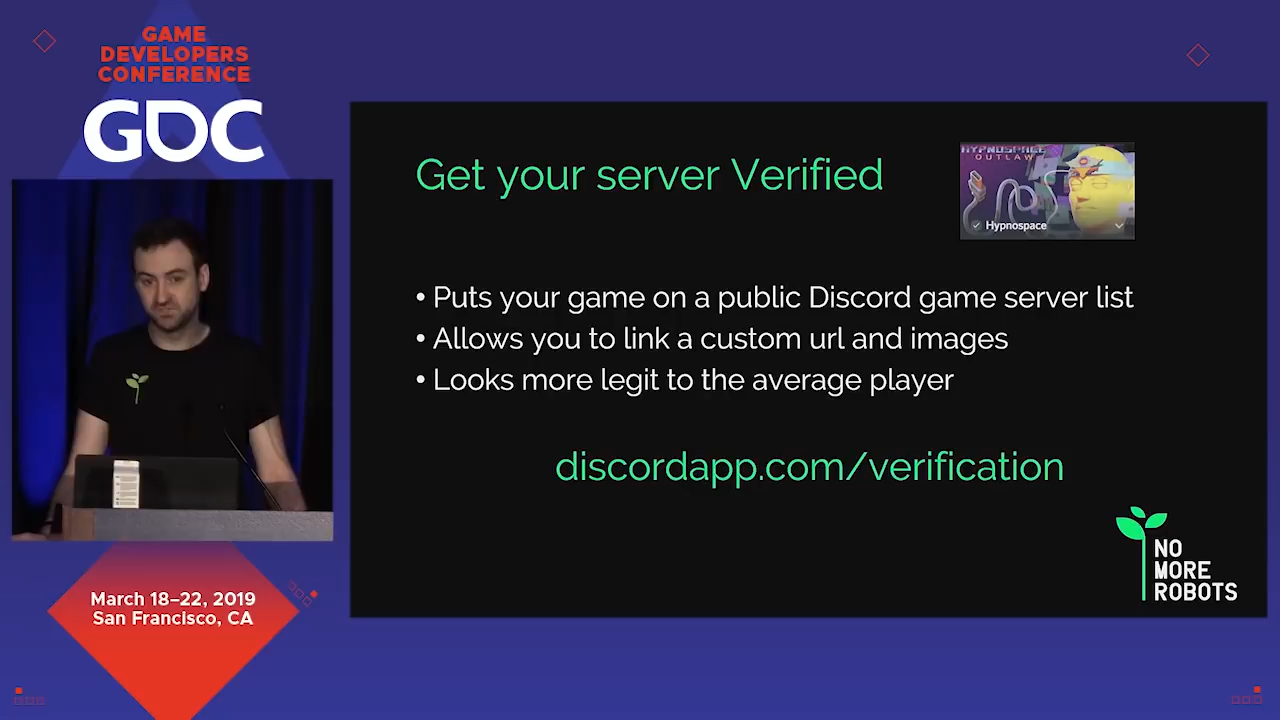 GAME
DEVELOPERS
CONFERENCE
GDC
Get your server Verified
HYPNOSPACE
OUTLAW
Hypnospace
• Puts your game on a public Discord game server list
• Allows you to link a custom url and images
• Looks more legit to the average player
discordapp.com/verification
NO
MORE
ROBOTS
March 18–22, 2019
San Francisco, CA